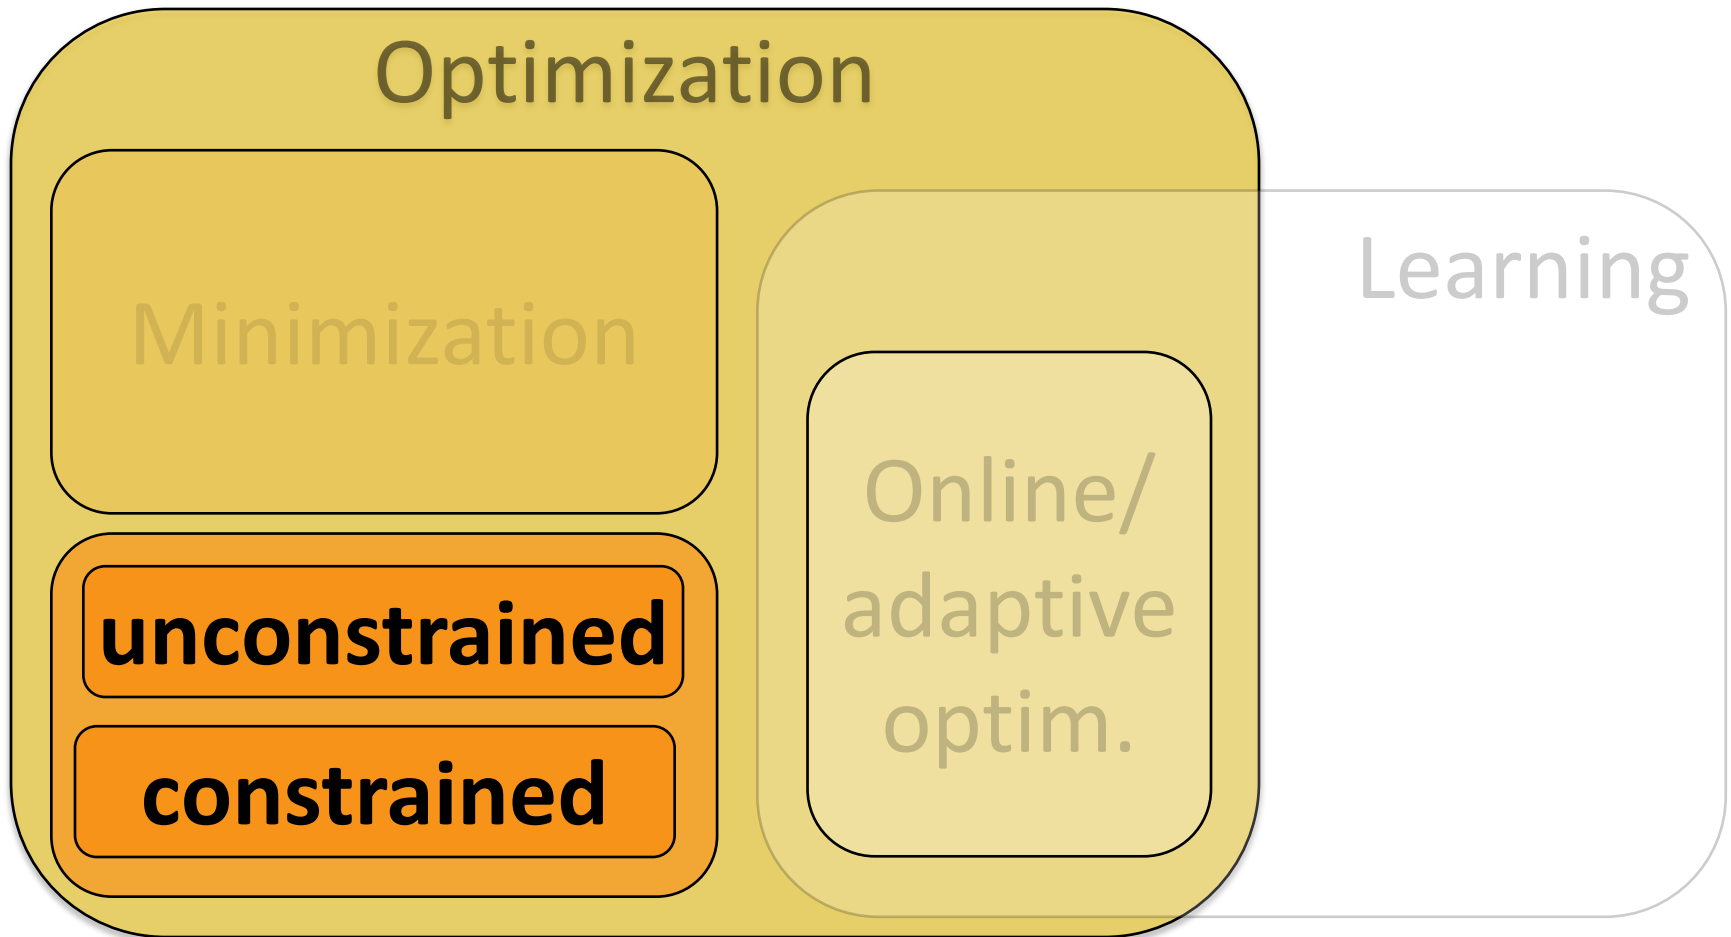 Optimization
Learning
Minimization
Online/
adaptive
optim.
unconstrained
constrained